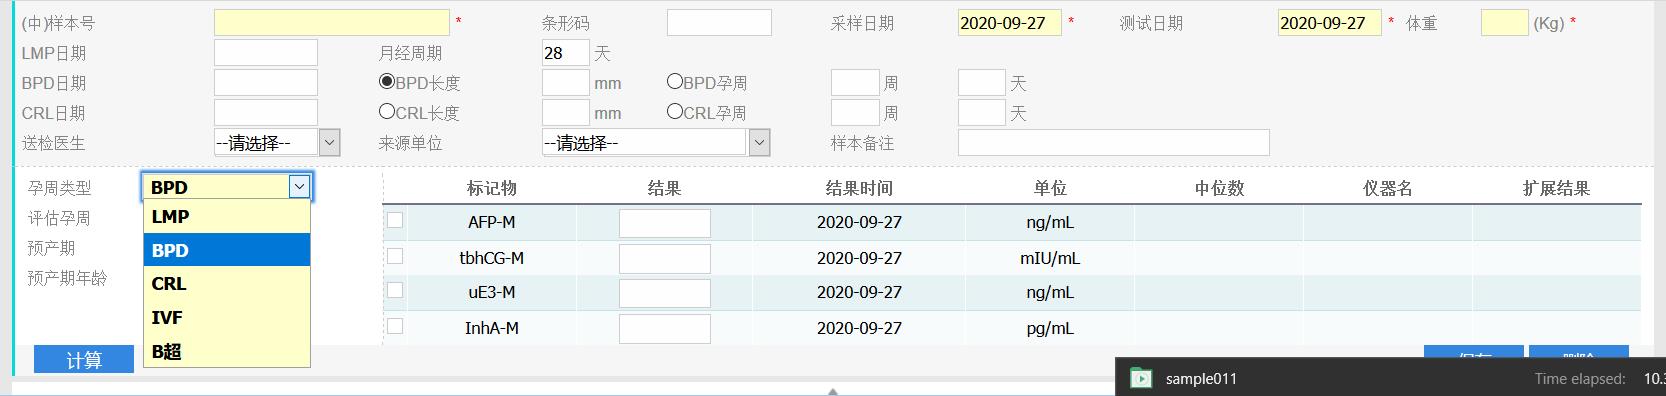 (中)样本号 * 条形码 采样日期 2020-09-27 * 测试日期 2020-09-27 * 体重 (Kg) *
LMP日期 月经周期 28 天
BPD日期 BPD长度 mm BPD孕周 周 天
CRL日期 CRL长度 mm CRL孕周 周 天
送检医生 --请选择-- 来源单位 --请选择-- 样本备注
孕周类型 BPD 标记物 结果 结果时间 单位 中位数 仪器名 扩展结果
评估孕周 LMP AFP-M 2020-09-27 ng/mL
预产期 BPD tbhCG-M 2020-09-27 mIU/mL
预产期年龄 CRL uE3-M 2020-09-27 ng/mL
IVF InhA-M 2020-09-27 pg/mL
B超
计算 保存 删除
sample011 Time elapsed: 10.3